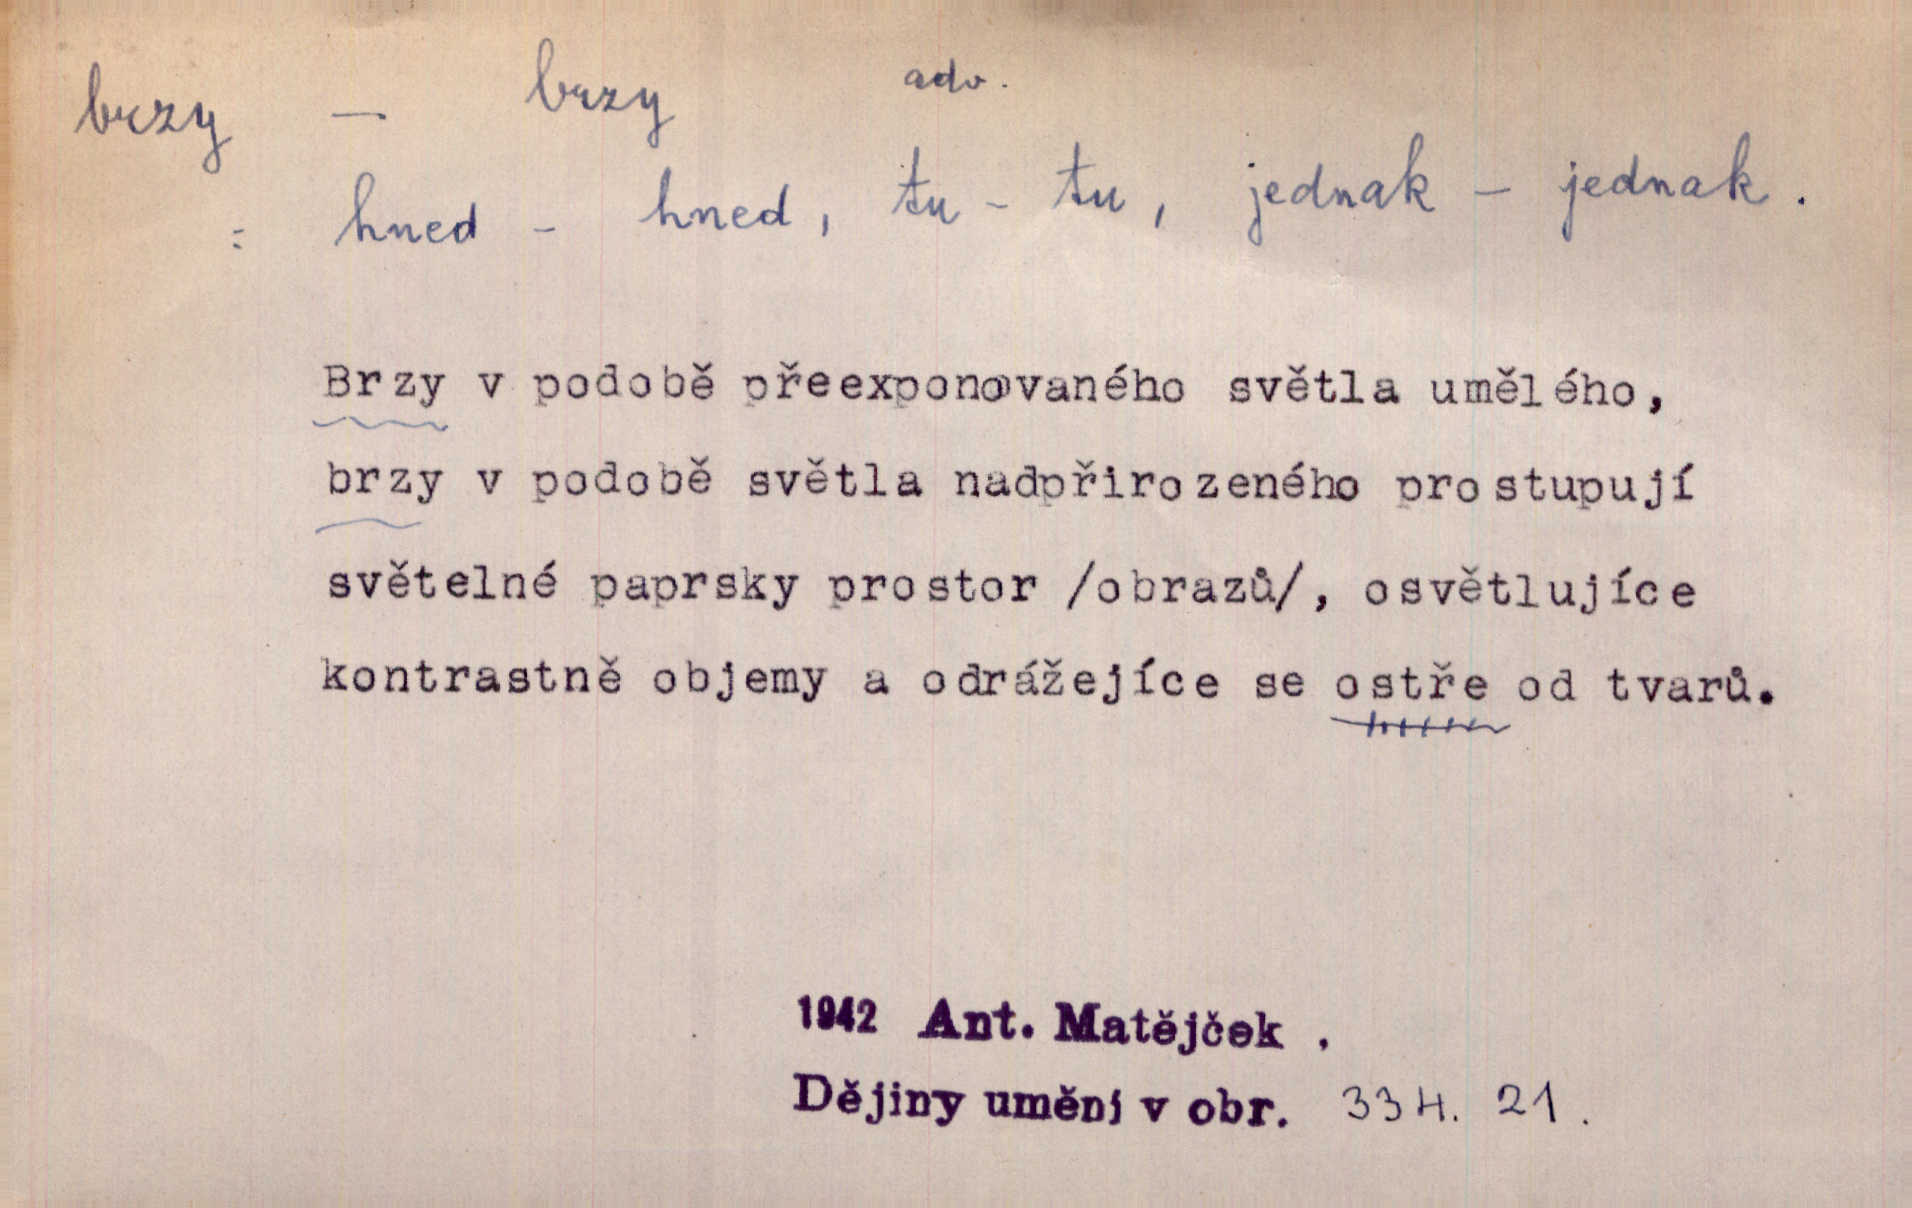 brzy — brzy adv.
= hned - hned, tu - tu, jednak - jednak.
Brzy v podobě přeexponovaného světla umělého,
brzy v podobě světla nadpřirozeného prostupují
světelné paprsky prostor /obrazů/, osvětlujíce
kontrastně objemy a odrážejíce se ostře od tvarů.
1942 Ant. Matějček .
Dějiny umění v obr. 334. 21.